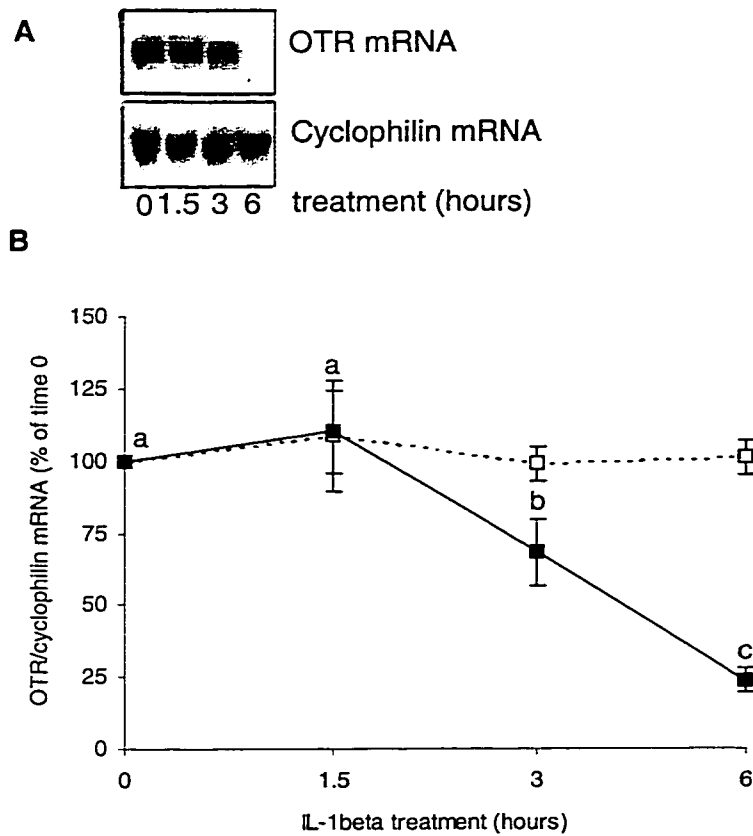 A
OTR mRNA
Cyclophilin mRNA
0 1.5 3 6 treatment (hours)
B
OTR/cyclophilin mRNA (% of time 0
150
125
100
75
50
25
0
a
a
b
c
0 1.5 3 6
IL-1beta treatment (hours)